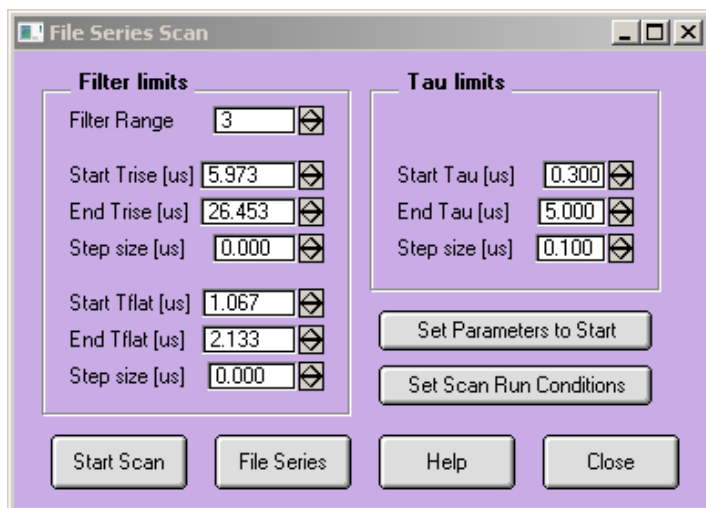 File Series Scan
Filter limits
Filter Range 3
Start Trise [us] 5.973
End Trise [us] 26.453
Step size [us] 0.000
Start Tflat [us] 1.067
End Tflat [us] 2.133
Step size [us] 0.000
Tau limits
Start Tau [us] 0.300
End Tau [us] 5.000
Step size [us] 0.100
Set Parameters to Start
Set Scan Run Conditions
Start Scan File Series Help Close